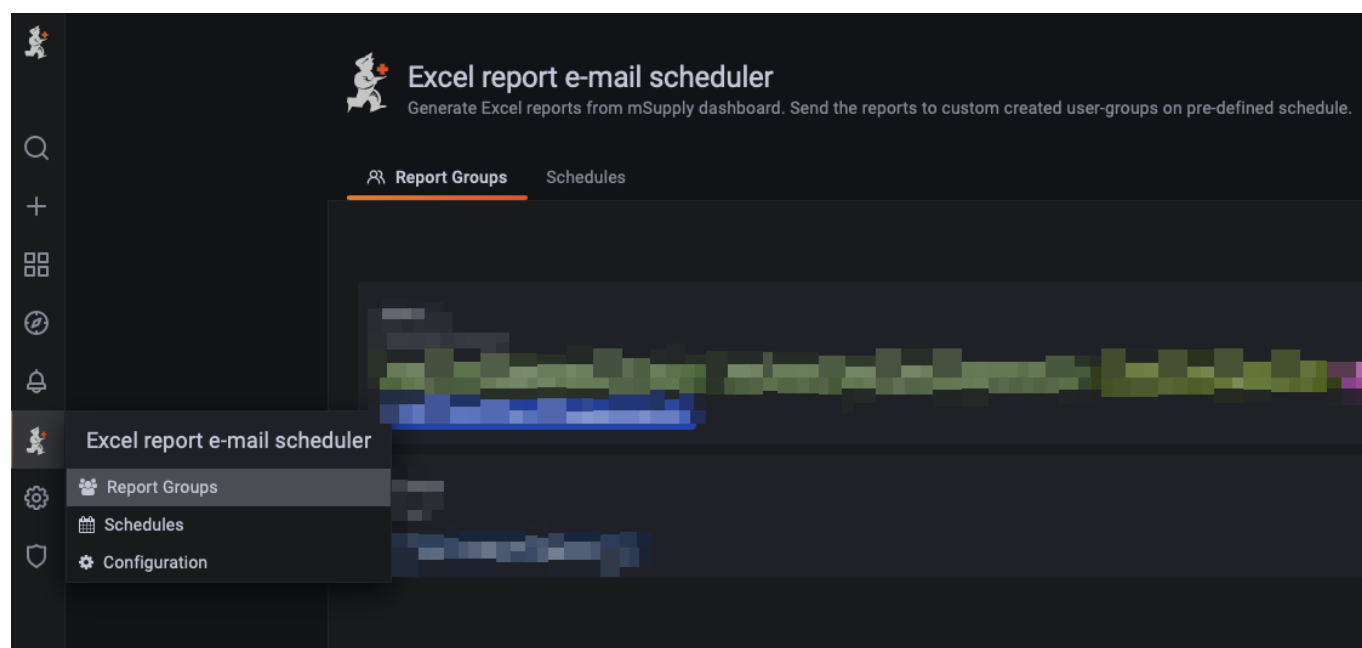 Excel report e-mail scheduler
Generate Excel reports from mSupply dashboard. Send the reports to custom created user-groups on pre-defined schedule.
Report Groups Schedules
Excel report e-mail scheduler
Report Groups
Schedules
Configuration